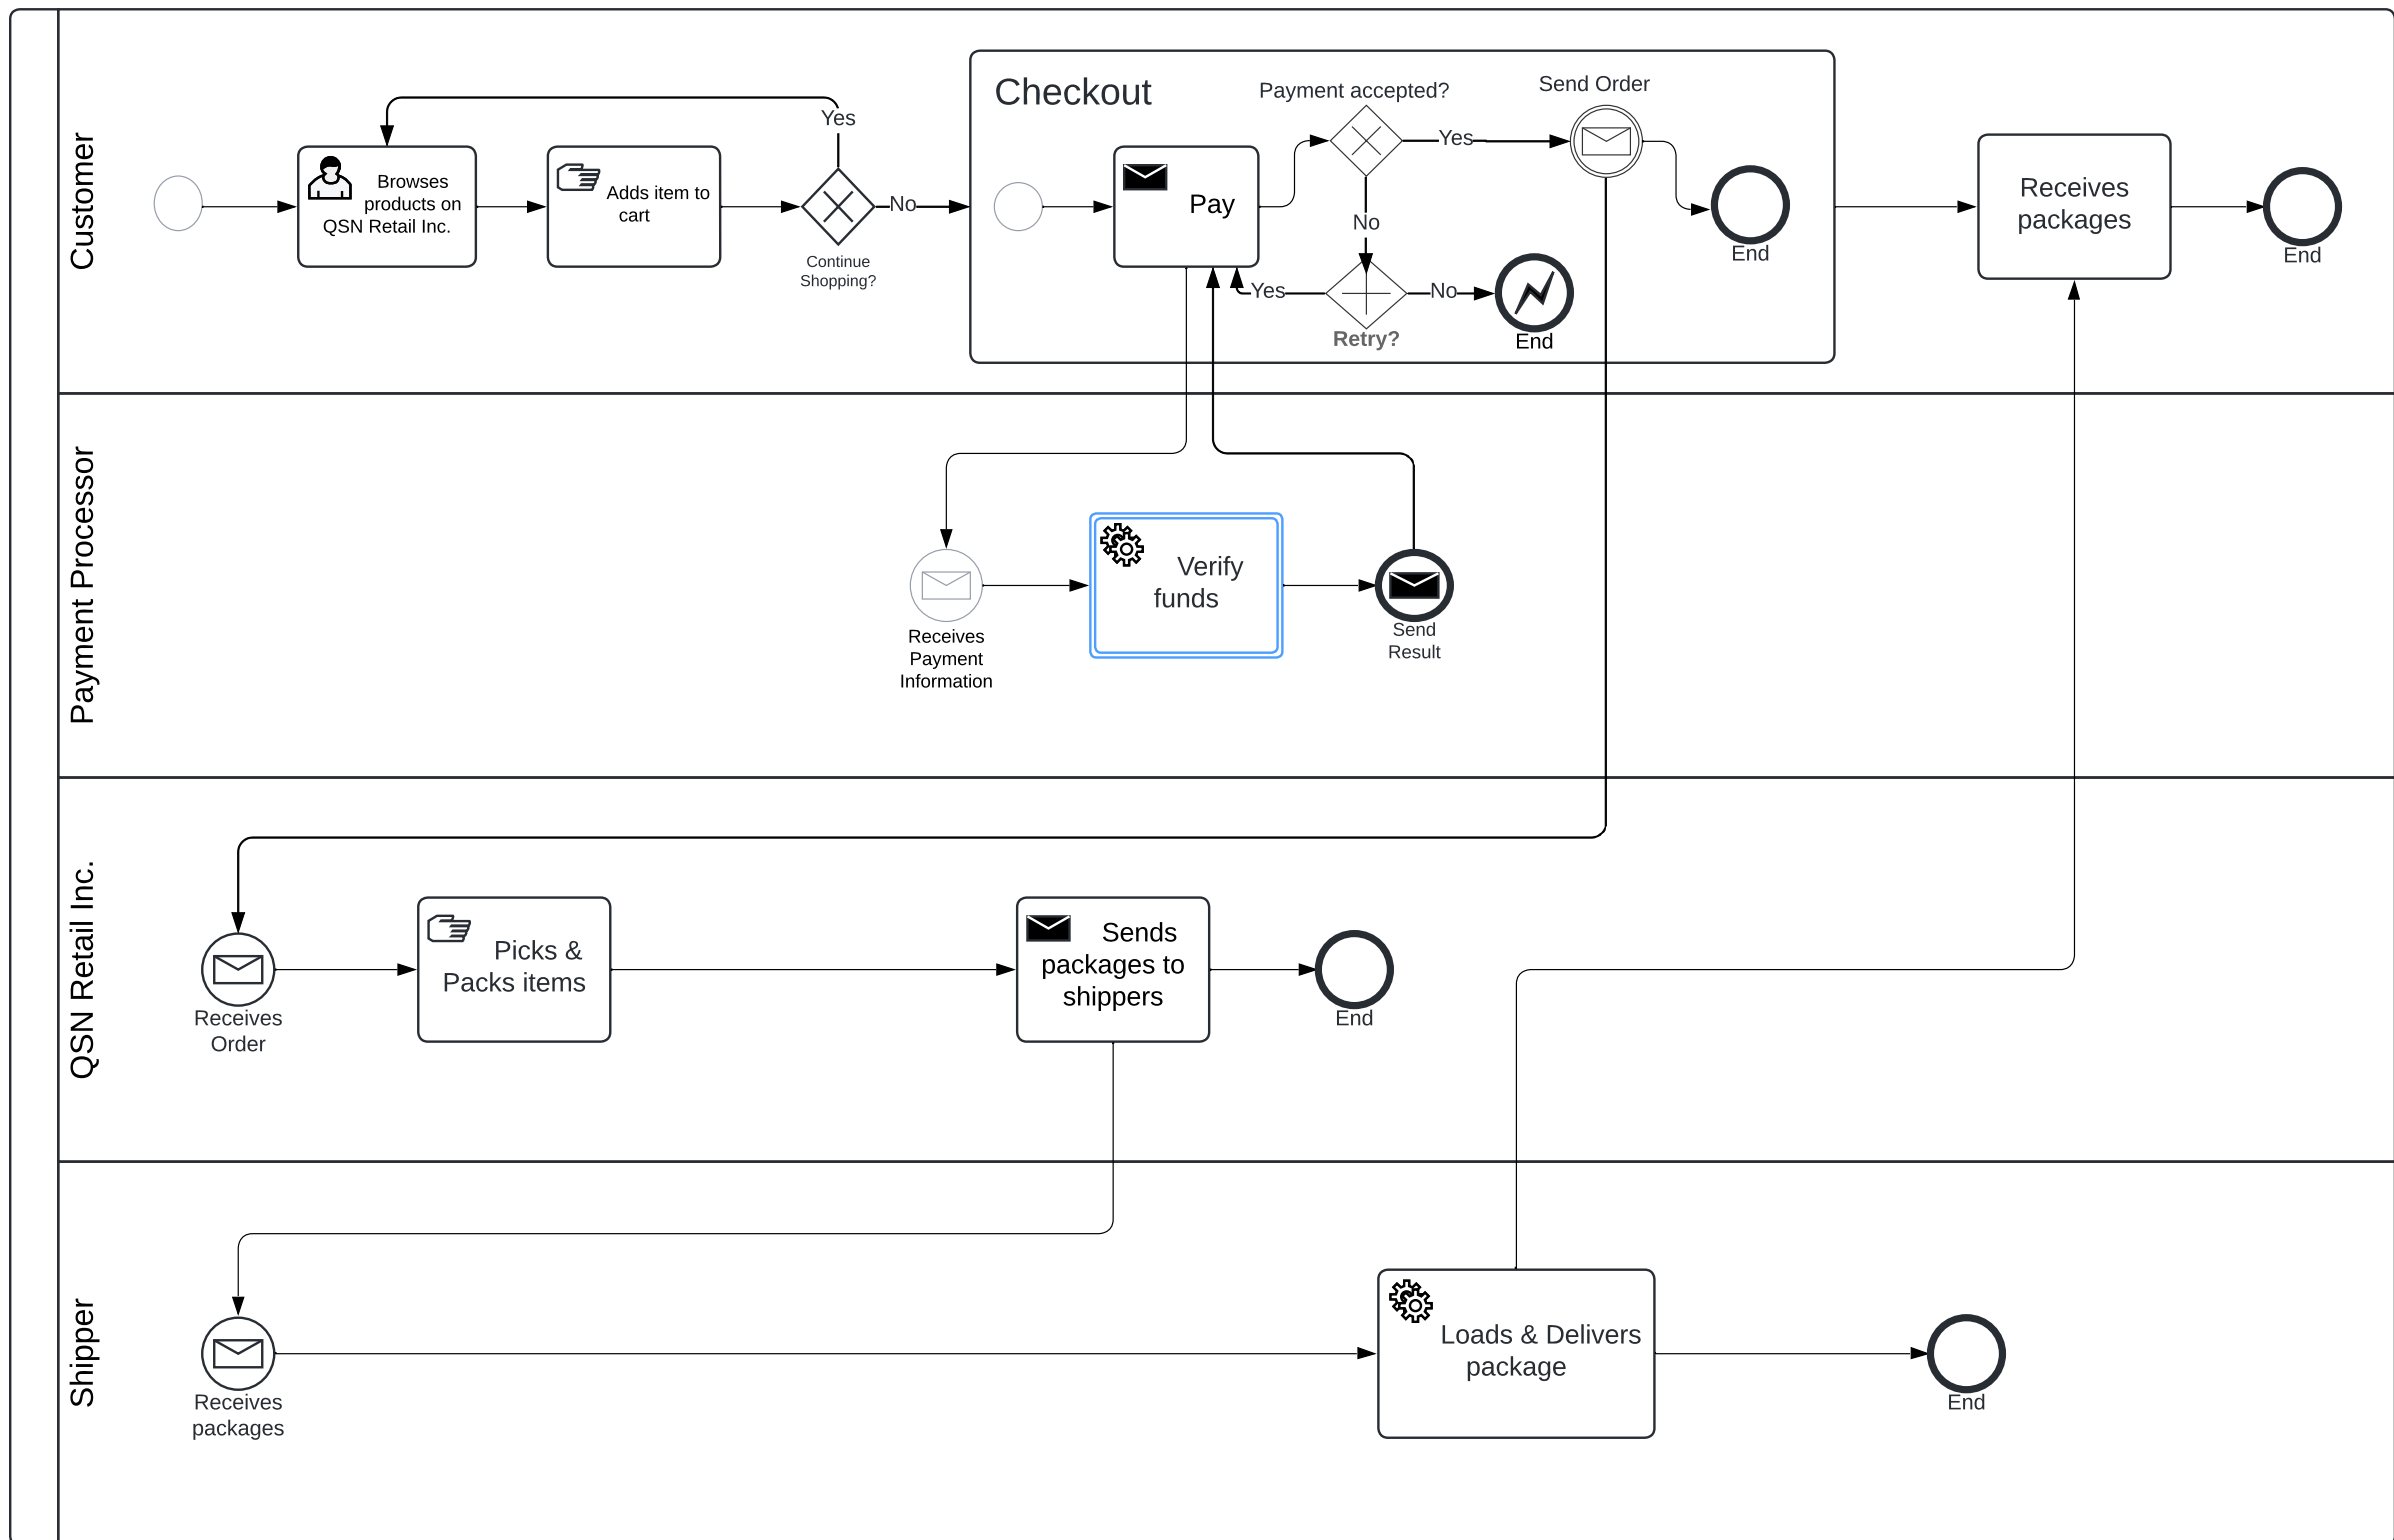 Customer
Yes
Browses
products on
QSN Retail Inc.
Adds item to
cart
Continue
Shopping?
No
Checkout
Pay
Payment accepted?
Yes
No
Yes
Retry?
No
End
Send Order
End
Receives
packages
End
Payment Processor
Receives
Payment
Information
Verify
funds
Send
Result
QSN Retail Inc.
Receives
Order
Picks &
Packs items
Sends
packages to
shippers
End
Shipper
Receives
packages
Loads & Delivers
package
End